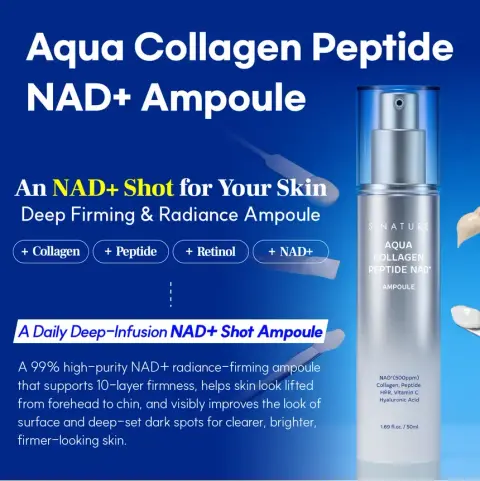 Aqua Collagen Peptide
NAD+ Ampoule
An NAD+ Shot for Your Skin
Deep Firming & Radiance Ampoule
+ Collagen
+ Peptide
+ Retinol
+ NAD+
A Daily Deep-Infusion NAD+ Shot Ampoule
A 99% high-purity NAD+ radiance-firming ampoule
that supports 10-layer firmness, helps skin look lifted
from forehead to chin, and visibly improves the look of
surface and deep-set dark spots for clearer, brighter,
firmer-looking skin.
S.NATURE
AQUA
COLLAGEN
PEPTIDE NAD+
AMPOULE
NAD+(500ppm)
Collagen, Peptide
HPR, Vitamin C
Hyaluronic Acid
1.69 fl.oz. / 50ml